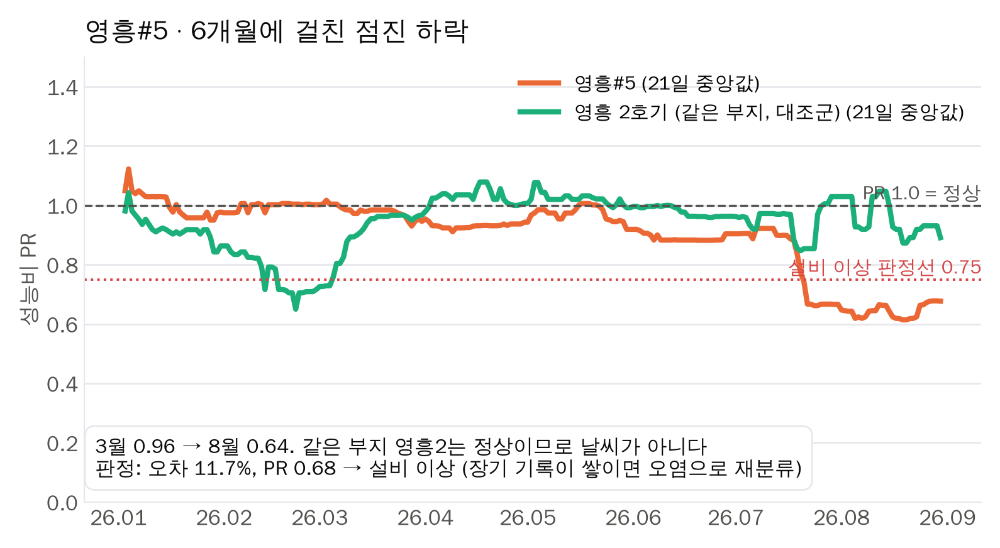 영흥#5 · 6개월에 걸친 점진 하락
영흥#5 (21일 중앙값)
영흥 2호기 (같은 부지, 대조군) (21일 중앙값)
성능비 PR
1.4
1.2
1.0
0.8
0.6
0.4
0.2
0.0
PR 1.0 = 정상
설비 이상 판정선 0.75
3월 0.96 → 8월 0.64. 같은 부지 영흥2는 정상이므로 날씨가 아니다
판정: 오차 11.7%, PR 0.68 → 설비 이상 (장기 기록이 쌓이면 오염으로 재분류)
26.01
26.02
26.03
26.04
26.05
26.06
26.07
26.08
26.09